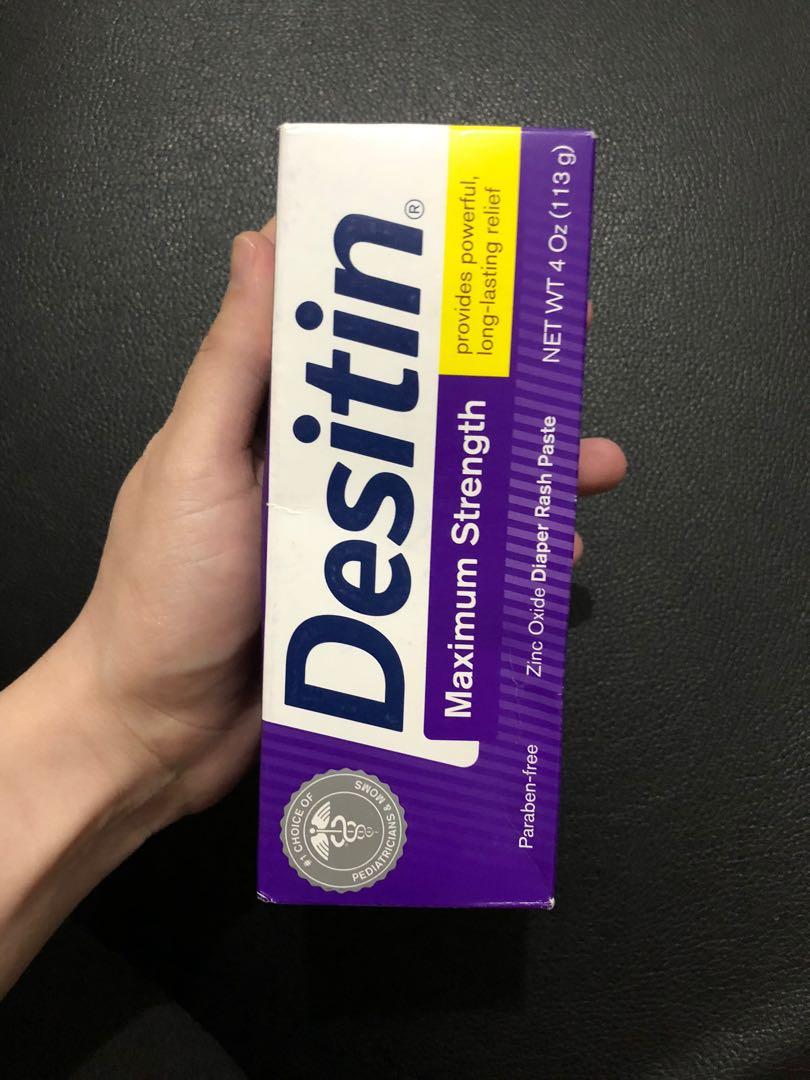 Desitin®
Maximum Strength
provides powerful,
long-lasting relief
Paraben-free
Zinc Oxide Diaper Rash Paste
NET WT 4 Oz (113 g)
#1 CHOICE OF
PEDIATRICIANS & MOMS